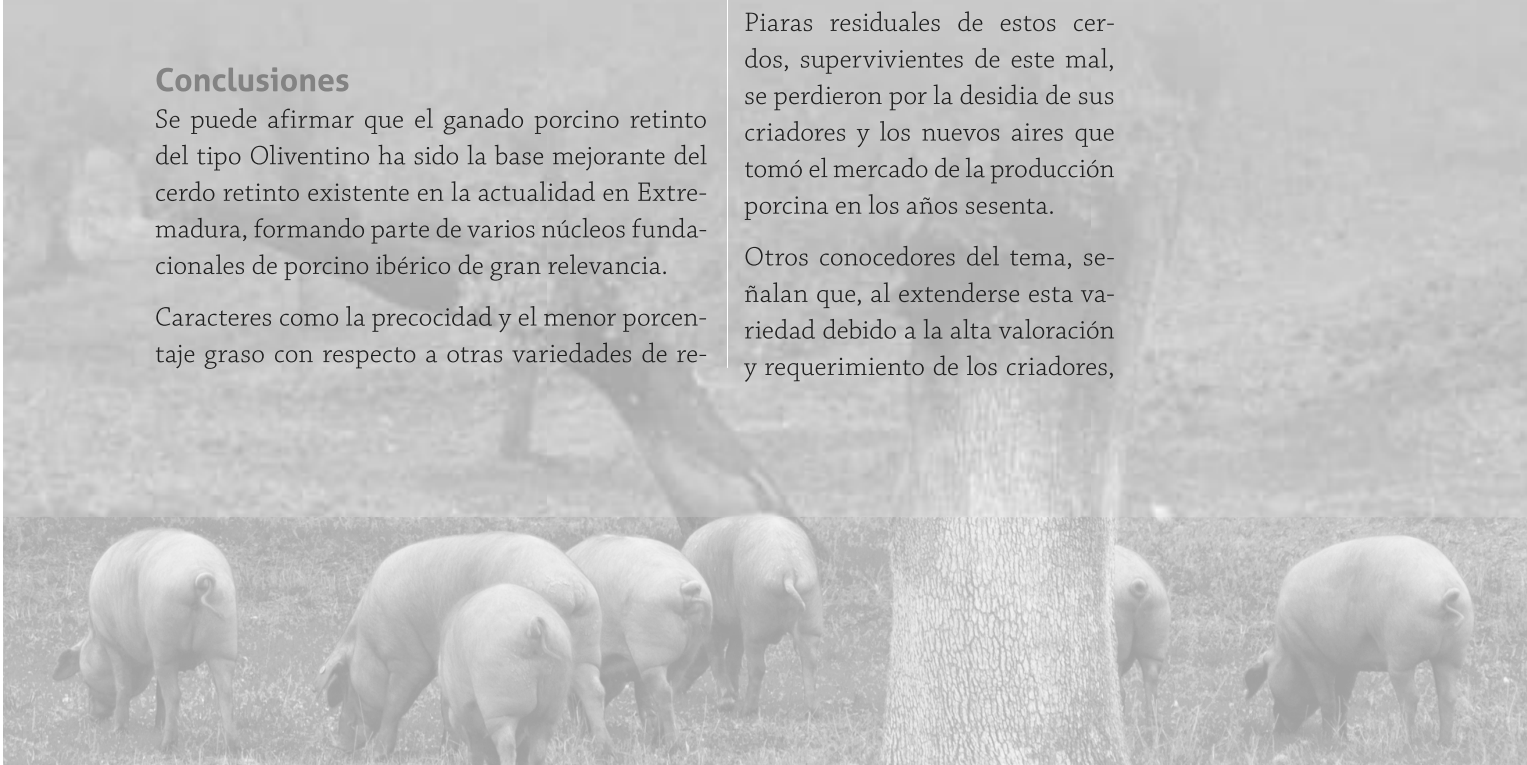 Conclusiones
Se puede afirmar que el ganado porcino retinto
del tipo Oliventino ha sido la base mejorante del
cerdo retinto existente en la actualidad en Extre-
madura, formando parte de varios núcleos funda-
cionales de porcino ibérico de gran relevancia.
Caracteres como la precocidad y el menor porcen-
taje graso con respecto a otras variedades de re-
Piaras residuales de estos cer-
dos, supervivientes de este mal,
se perdieron por la desidia de sus
criadores y los nuevos aires que
tomó el mercado de la producción
porcina en los años sesenta.
Otros conocedores del tema, se-
ñalan que, al extenderse esta va-
riedad debido a la alta valoración
y requerimiento de los criadores,